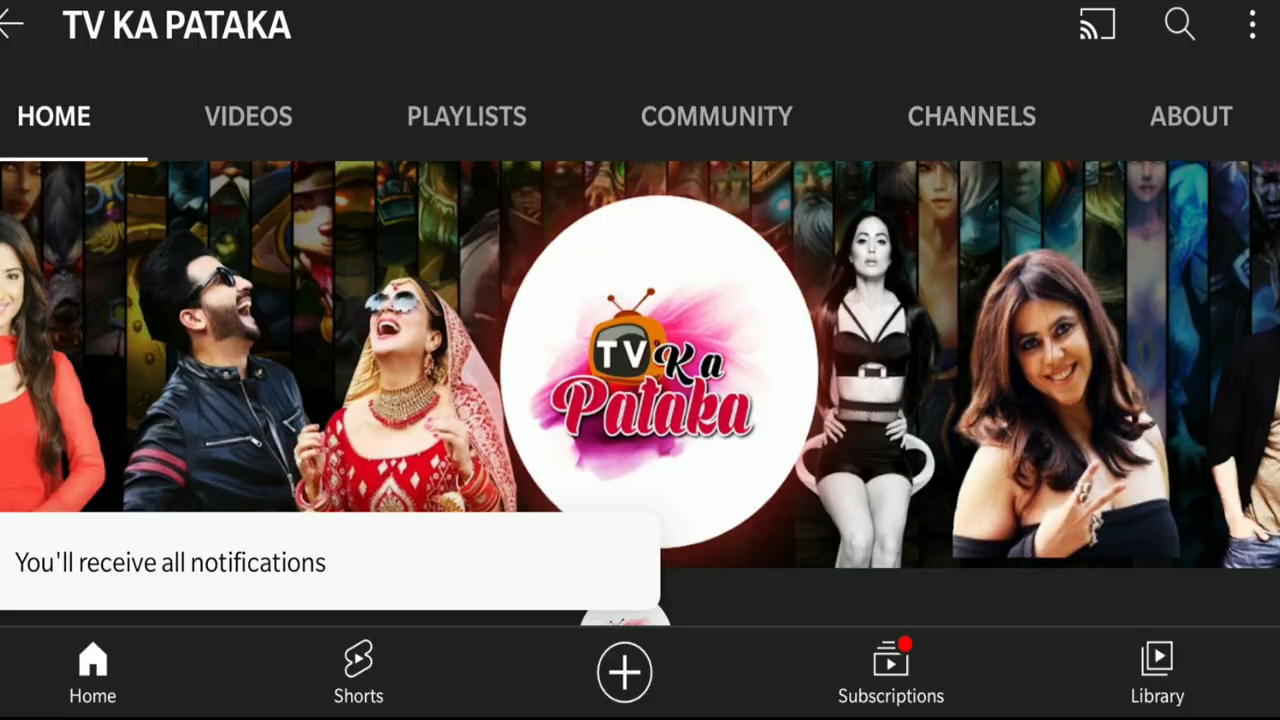 TV KA PATAKA
HOME VIDEOS PLAYLISTS COMMUNITY CHANNELS ABOUT
TV Ka
Pataka
You'll receive all notifications
Home Shorts Subscriptions Library